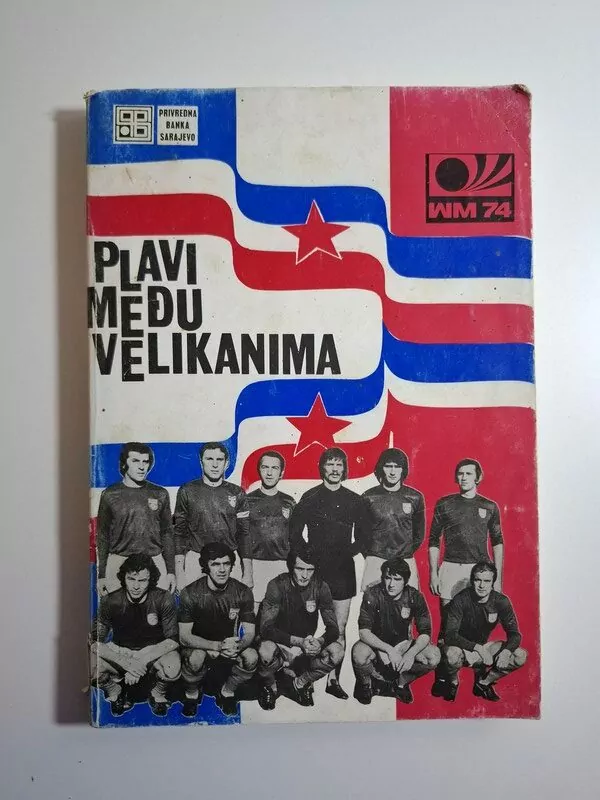 PRIVREDNA
BANKA
SARAJEVO
WM 74
PLAVI
MEĐU
VELIKANIMA